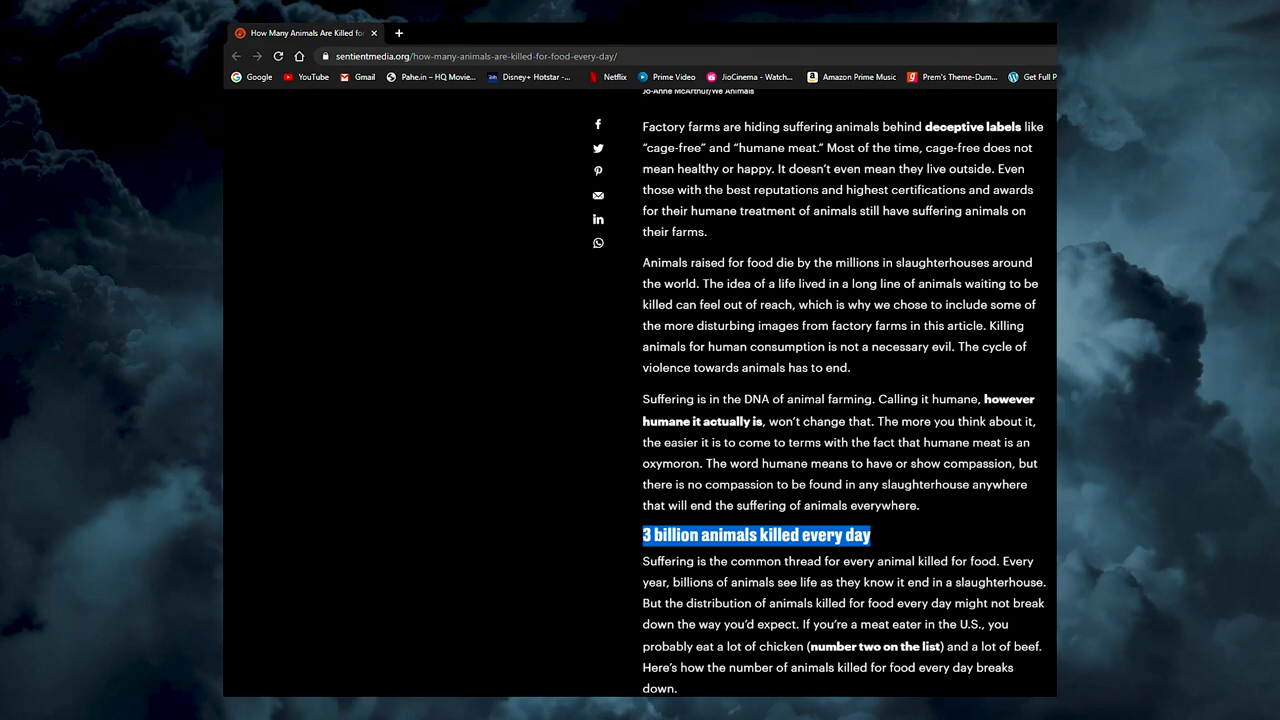 How Many Animals Are Killed for
sentientmedia.org/how-many-animals-are-killed-for-food-every-day/
Google YouTube Gmail Pahe.in – HQ Movie... Disney+ Hotstar -... Netflix Prime Video JioCinema - Watch... Amazon Prime Music Prem's Theme-Dum... Get Full P
Jo-Anne McArthur/We Animals
Factory farms are hiding suffering animals behind deceptive labels like
“cage-free” and “humane meat.” Most of the time, cage-free does not
mean healthy or happy. It doesn’t even mean they live outside. Even
those with the best reputations and highest certifications and awards
for their humane treatment of animals still have suffering animals on
their farms.
Animals raised for food die by the millions in slaughterhouses around
the world. The idea of a life lived in a long line of animals waiting to be
killed can feel out of reach, which is why we chose to include some of
the more disturbing images from factory farms in this article. Killing
animals for human consumption is not a necessary evil. The cycle of
violence towards animals has to end.
Suffering is in the DNA of animal farming. Calling it humane, however
humane it actually is, won’t change that. The more you think about it,
the easier it is to come to terms with the fact that humane meat is an
oxymoron. The word humane means to have or show compassion, but
there is no compassion to be found in any slaughterhouse anywhere
that will end the suffering of animals everywhere.
3 billion animals killed every day
Suffering is the common thread for every animal killed for food. Every
year, billions of animals see life as they know it end in a slaughterhouse.
But the distribution of animals killed for food every day might not break
down the way you’d expect. If you’re a meat eater in the U.S., you
probably eat a lot of chicken (number two on the list) and a lot of beef.
Here’s how the number of animals killed for food every day breaks
down.